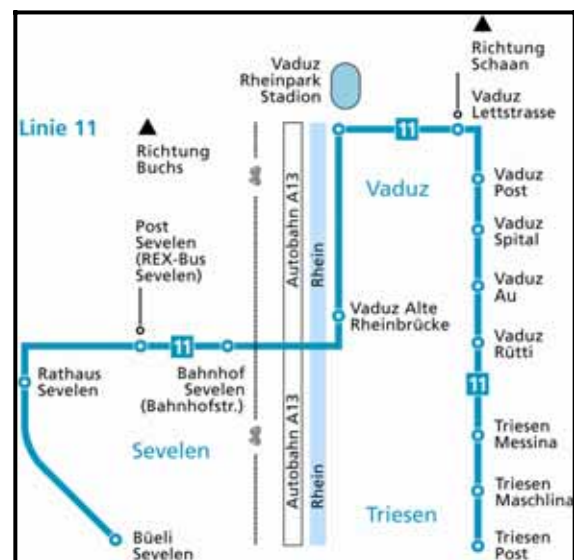 Linie 11
Richtung
Buchs
Vaduz
Rheinpark
Stadion
Richtung
Schaan
Vaduz
Lettstrasse
11
Vaduz
Vaduz
Post
Vaduz
Spital
Vaduz
Au
Vaduz
Rütti
Autobahn A13
Rhein
Post
Sevelen
(REX-Bus
Sevelen)
Vaduz Alte
Rheinbrücke
11
Rathaus
Sevelen
Bahnhof
Sevelen
(Bahnhofstr.)
11
Sevelen
Autobahn A13
Rhein
Triesen
Messina
Triesen
Maschlina
Triesen
Triesen
Post
Büeli
Sevelen